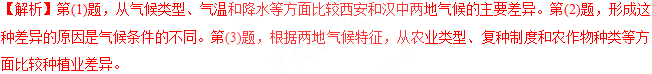 【解析】第(1)题，从气候类型、气温和降水等方面比较西安和汉中两地气候的主要差异。第(2)题，形成这
种差异的原因是气候条件的不同。第(3)题，根据两地气候特征，从农业类型、复种制度和农作物种类等方
面比较种植业差异。